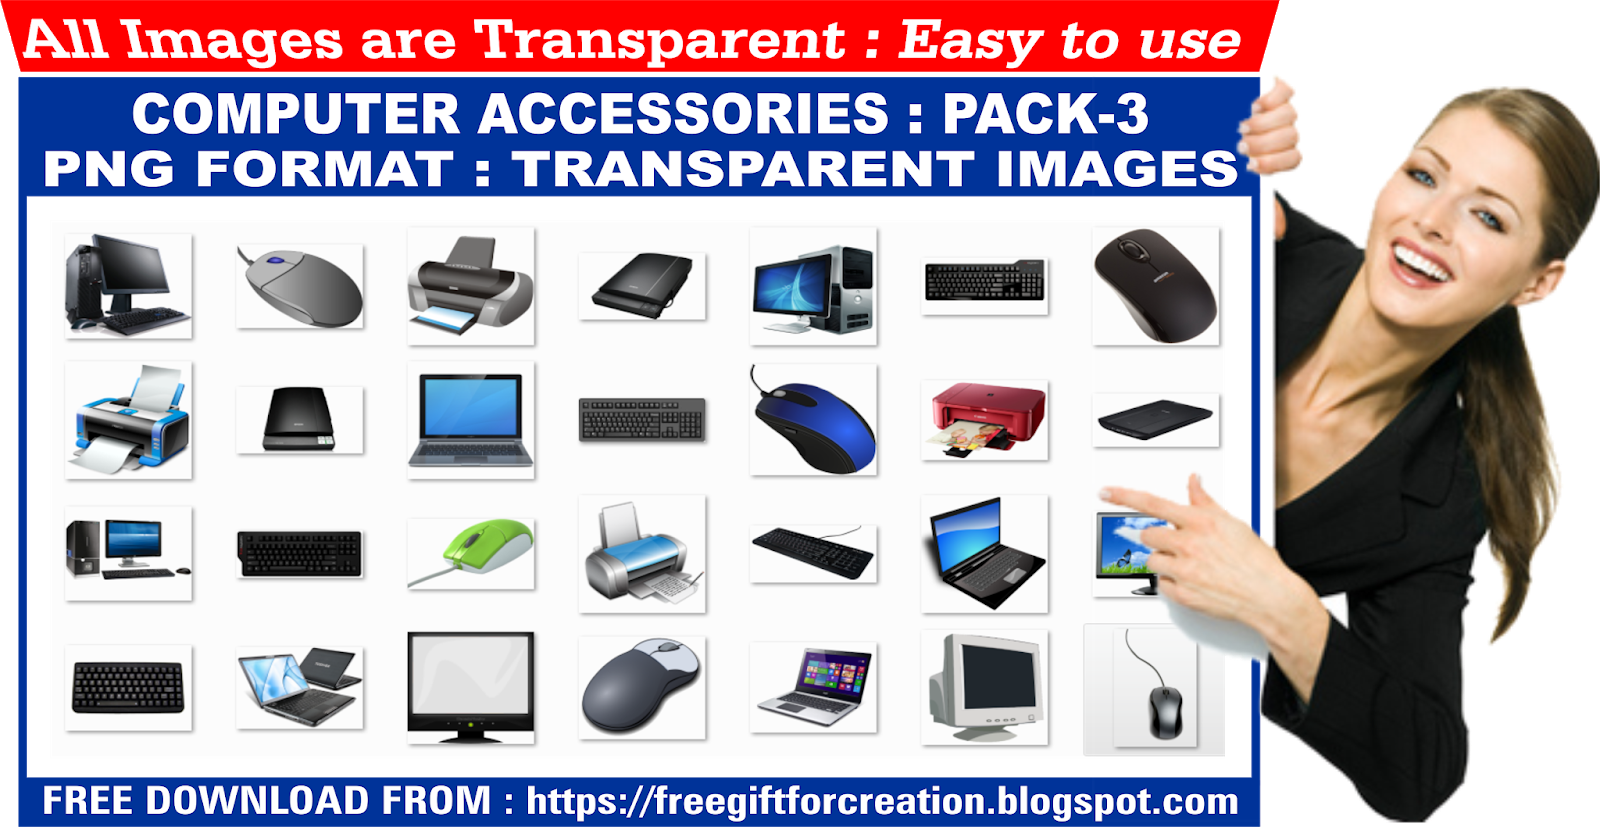 All Images are Transparent : Easy to use
COMPUTER ACCESSORIES : PACK-3
PNG FORMAT : TRANSPARENT IMAGES
FREE DOWNLOAD FROM : https://freegiftforcreation.blogspot.com